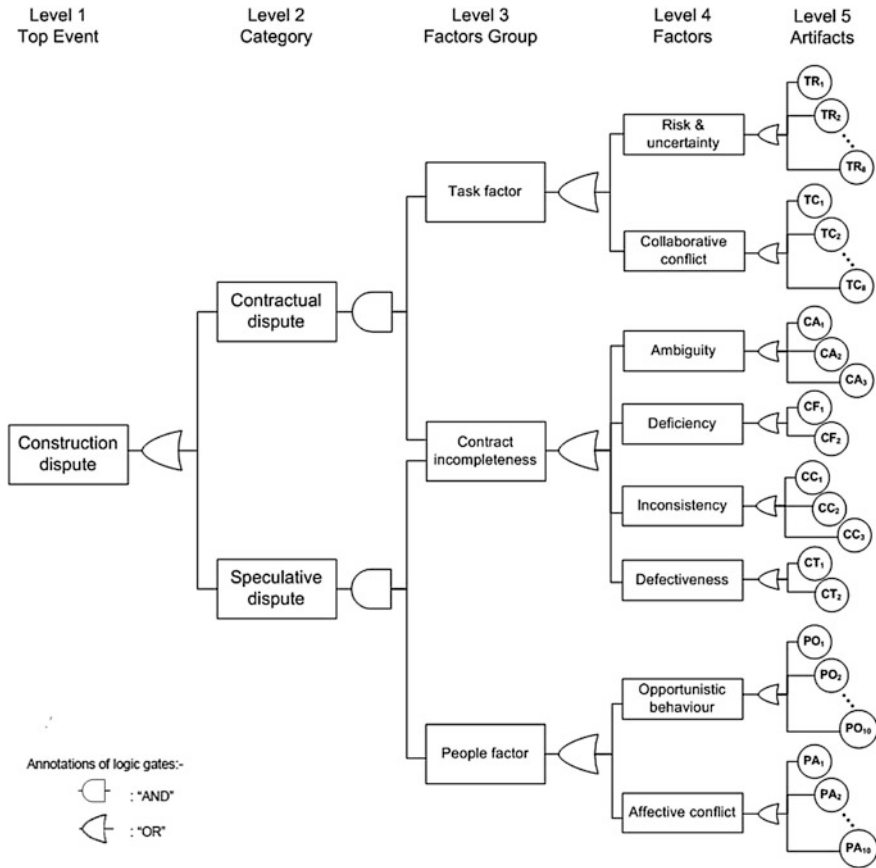 Level 1
Top Event
Level 2
Category
Level 3
Factors Group
Level 4
Factors
Level 5
Artifacts
Construction
dispute
Contractual
dispute
Speculative
dispute
Task factor
Contract
incompleteness
People factor
Risk &
uncertainty
Collaborative
conflict
Ambiguity
Deficiency
Inconsistency
Defectiveness
Opportunistic
behaviour
Affective conflict
TR₁
TR₂
TR₆
TC₁
TC₂
TC₈
CA₁
CA₂
CA₃
CF₁
CF₂
CC₁
CC₂
CC₃
CT₁
CT₂
PO₁
PO₂
PO₁₀
PA₁
PA₂
PA₁₀
Annotations of logic gates:-
: “AND”
: “OR”